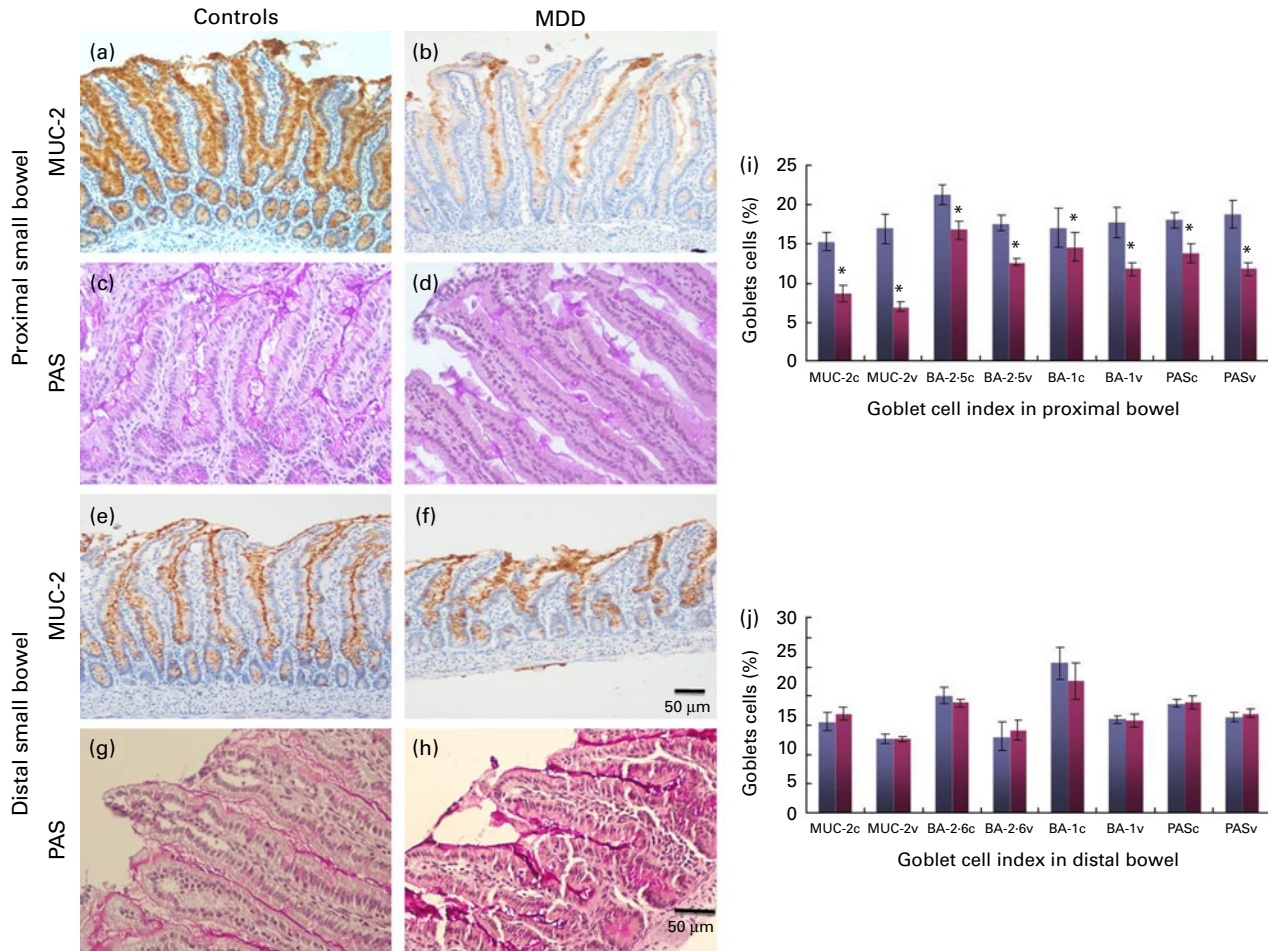 Controls
MDD
Proximal small bowel
MUC-2
(a)
(b)
PAS
(c)
(d)
Distal small bowel
MUC-2
(e)
(f)
50 μm
PAS
(g)
(h)
50 μm
(i)
Goblets cells (%)
25
20
15
10
5
0
* * * * * * * *
MUC-2c MUC-2v BA-2·5c BA-2·5v BA-1c BA-1v PASc PASv
Goblet cell index in proximal bowel
(j)
Goblets cells (%)
30
25
20
15
10
5
0
MUC-2c MUC-2v BA-2·6c BA-2·6v BA-1c BA-1v PASc PASv
Goblet cell index in distal bowel